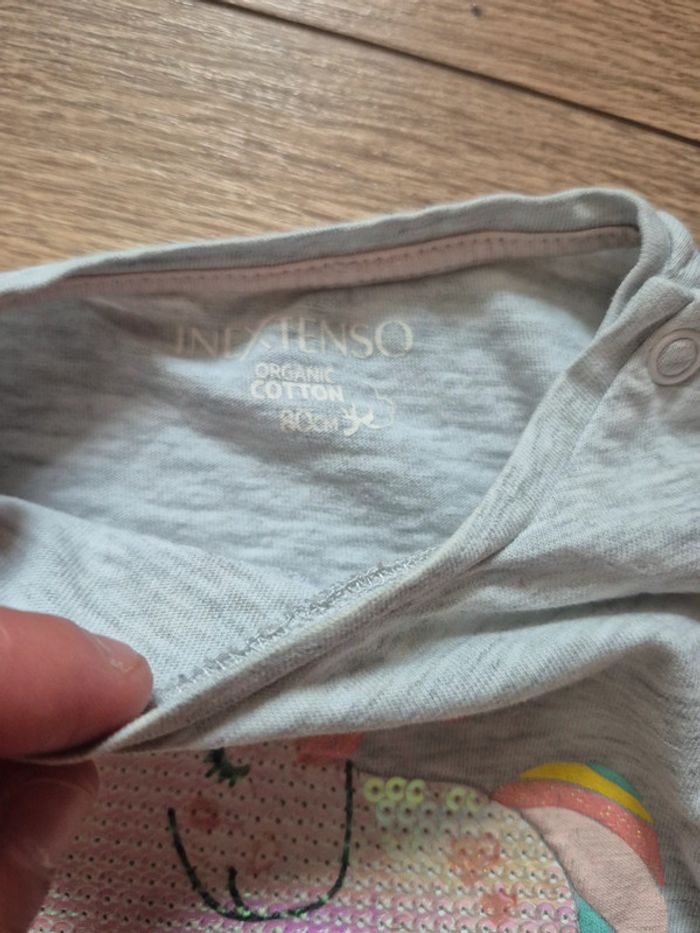 INEXTENSO
ORGANIC
COTTON
80CM